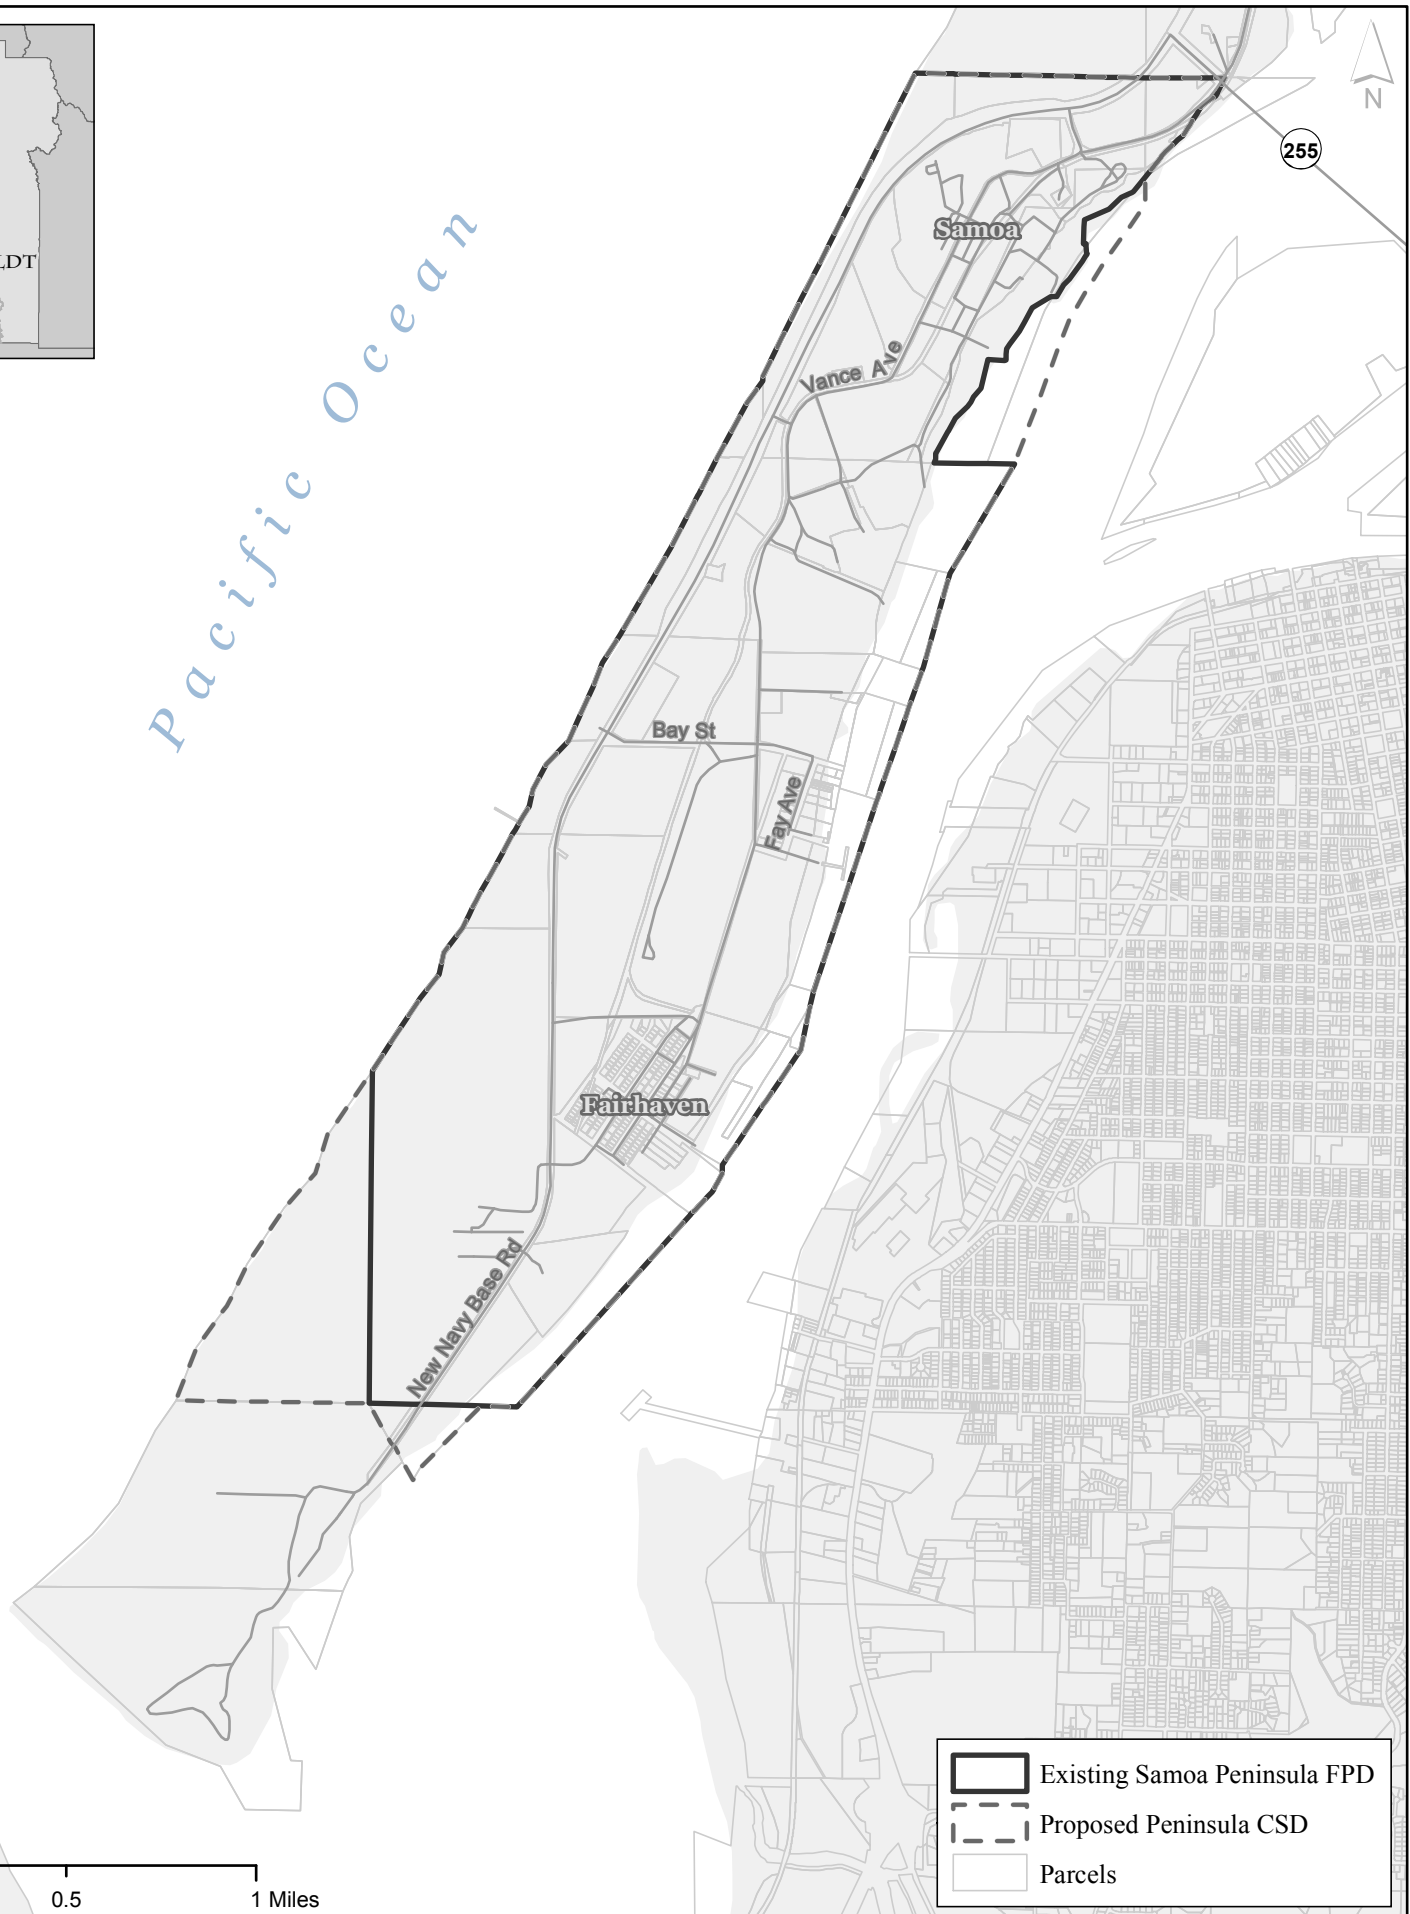 LDT
N
255
Samoa
Vance Ave
Pacific Ocean
Bay St
Fay Ave
Fairhaven
New Navy Base Rd
Existing Samoa Peninsula FPD
Proposed Peninsula CSD
Parcels
0.5
1 Miles